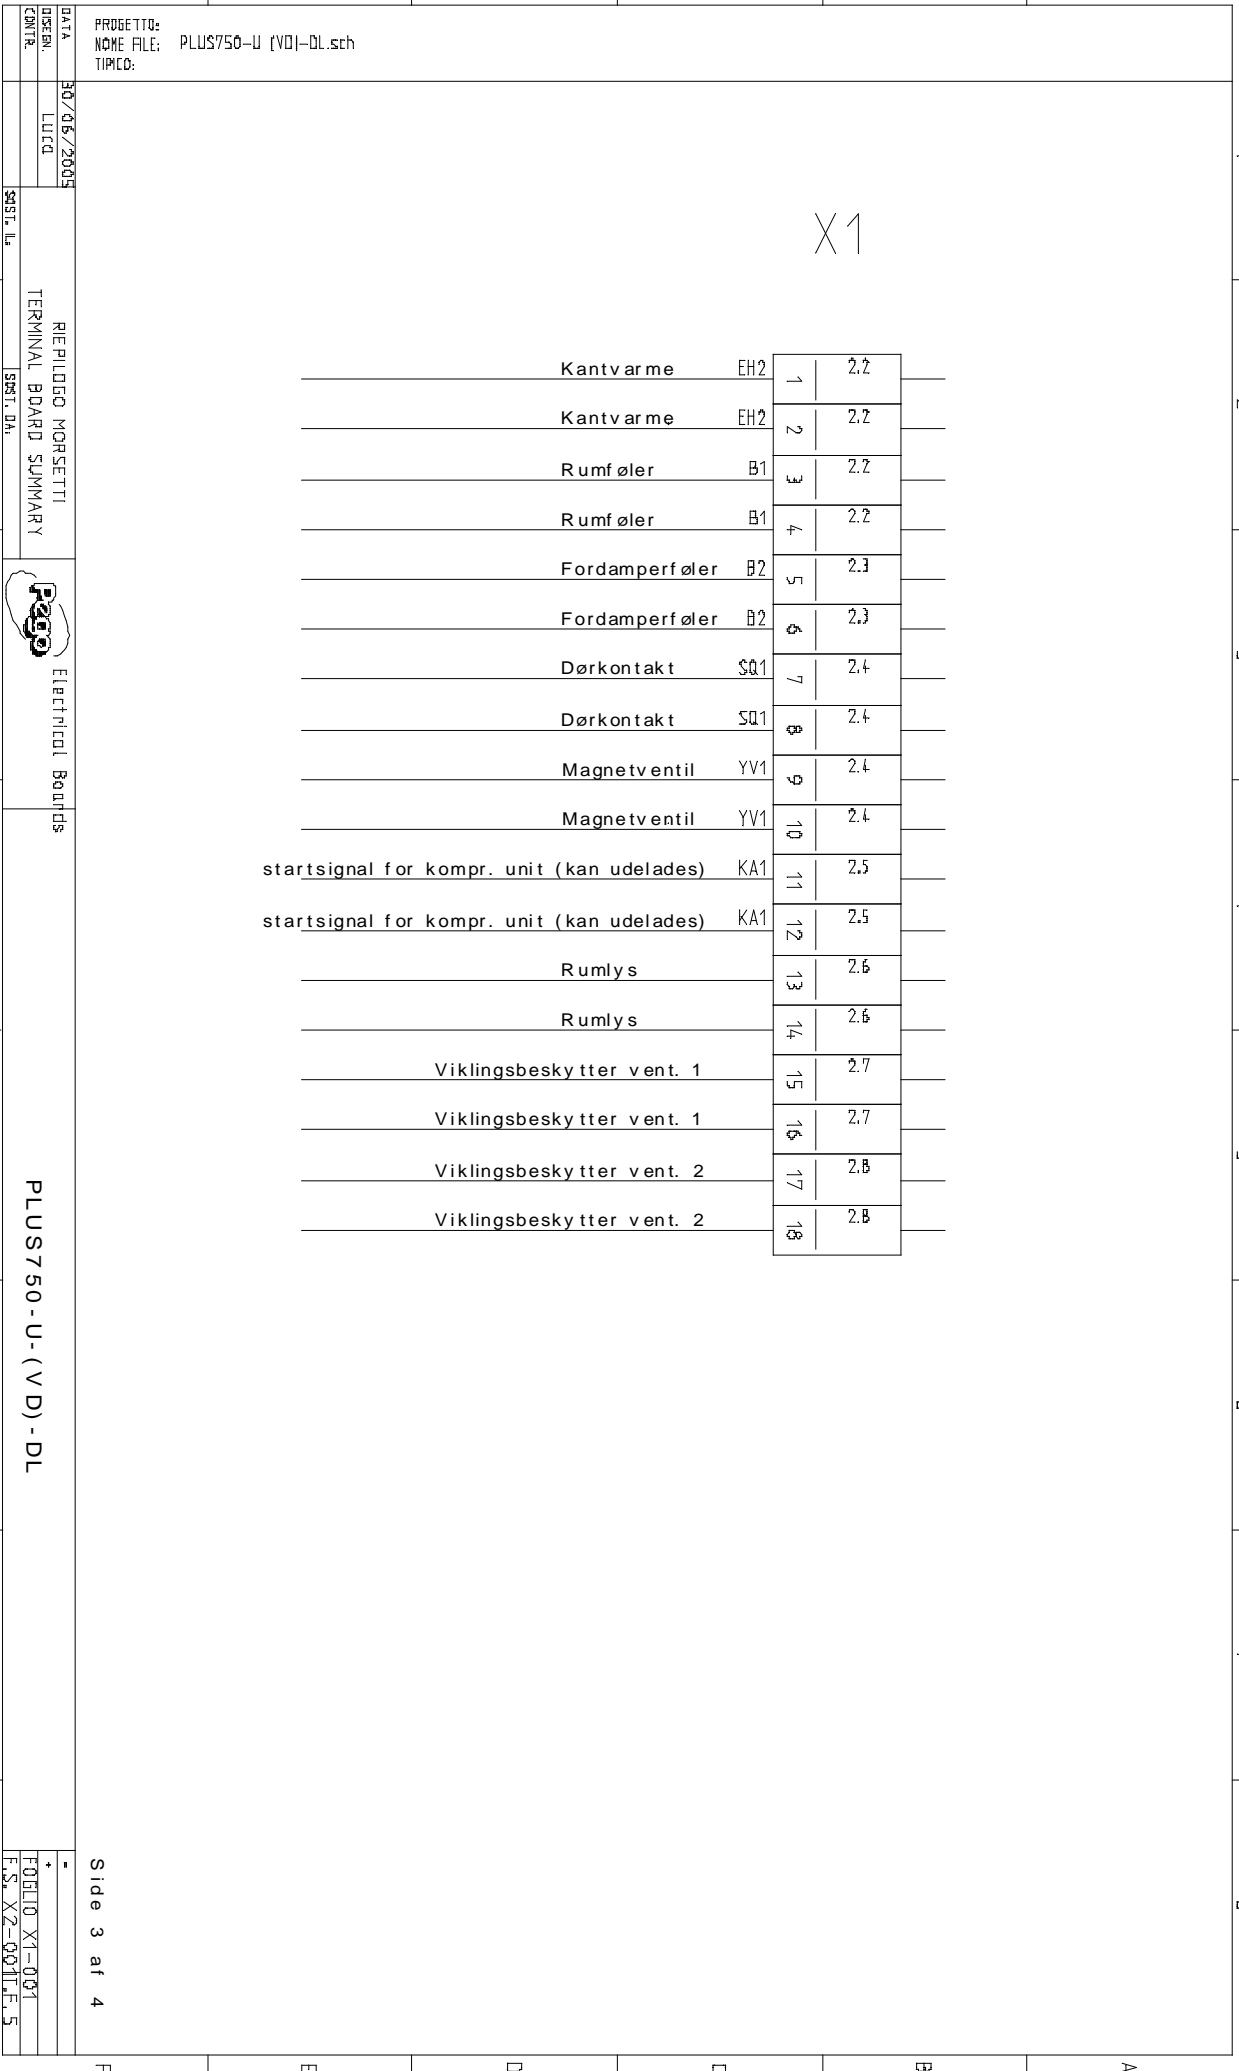 PROGETTO:
NOME FILE: PLUS750-U (VD)-DL.sch
TIPICO:
X1
Kantvarme EH2 1 2.2
Kantvarme EH2 2 2.2
Rumføler B1 3 2.2
Rumføler B1 4 2.2
Fordamperføler B2 5 2.3
Fordamperføler B2 6 2.3
Dørkontakt SQ1 7 2.4
Dørkontakt SQ1 8 2.4
Magnetventil YV1 9 2.4
Magnetventil YV1 10 2.4
startsignal for kompr. unit (kan udelades) KA1 11 2.5
startsignal for kompr. unit (kan udelades) KA1 12 2.5
Rumlys 13 2.6
Rumlys 14 2.6
Viklingsbeskytter vent. 1 15 2.7
Viklingsbeskytter vent. 1 16 2.7
Viklingsbeskytter vent. 2 17 2.8
Viklingsbeskytter vent. 2 18 2.8
Side 3 af 4
DATA 30/06/2005
DISEGN. Luca
CONTR.
SOST. IL:
SOST. DA:
RIEPILOGO MORSETTI
TERMINAL BOARD SUMMARY
Pego Electrical Boards
PLUS750-U-(VD)-DL
=
+
FOGLIO X1-001
F.S. X2-001T.F. 5
F E D C B A